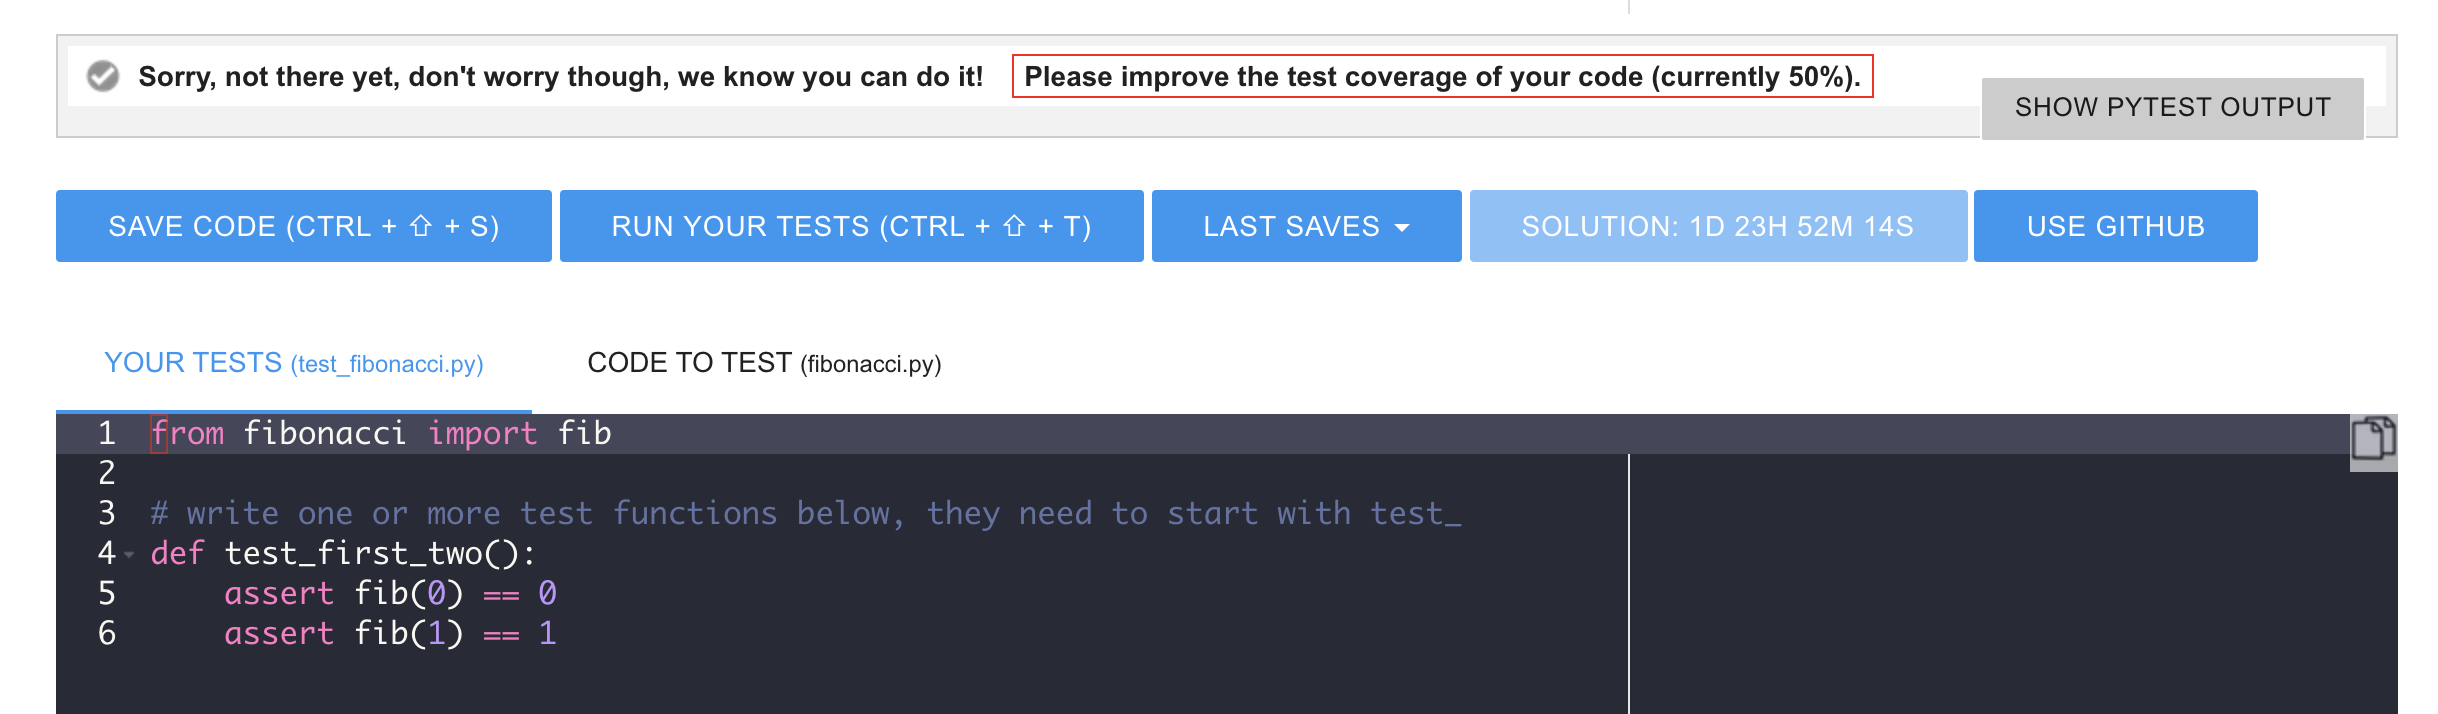 Sorry, not there yet, don't worry though, we know you can do it! Please improve the test coverage of your code (currently 50%).
SHOW PYTEST OUTPUT
SAVE CODE (CTRL + ⇧ + S) RUN YOUR TESTS (CTRL + ⇧ + T) LAST SAVES SOLUTION: 1D 23H 52M 14S USE GITHUB
YOUR TESTS (test_fibonacci.py) CODE TO TEST (fibonacci.py)
1 from fibonacci import fib
2
3 # write one or more test functions below, they need to start with test_
4 def test_first_two():
5     assert fib(0) == 0
6     assert fib(1) == 1